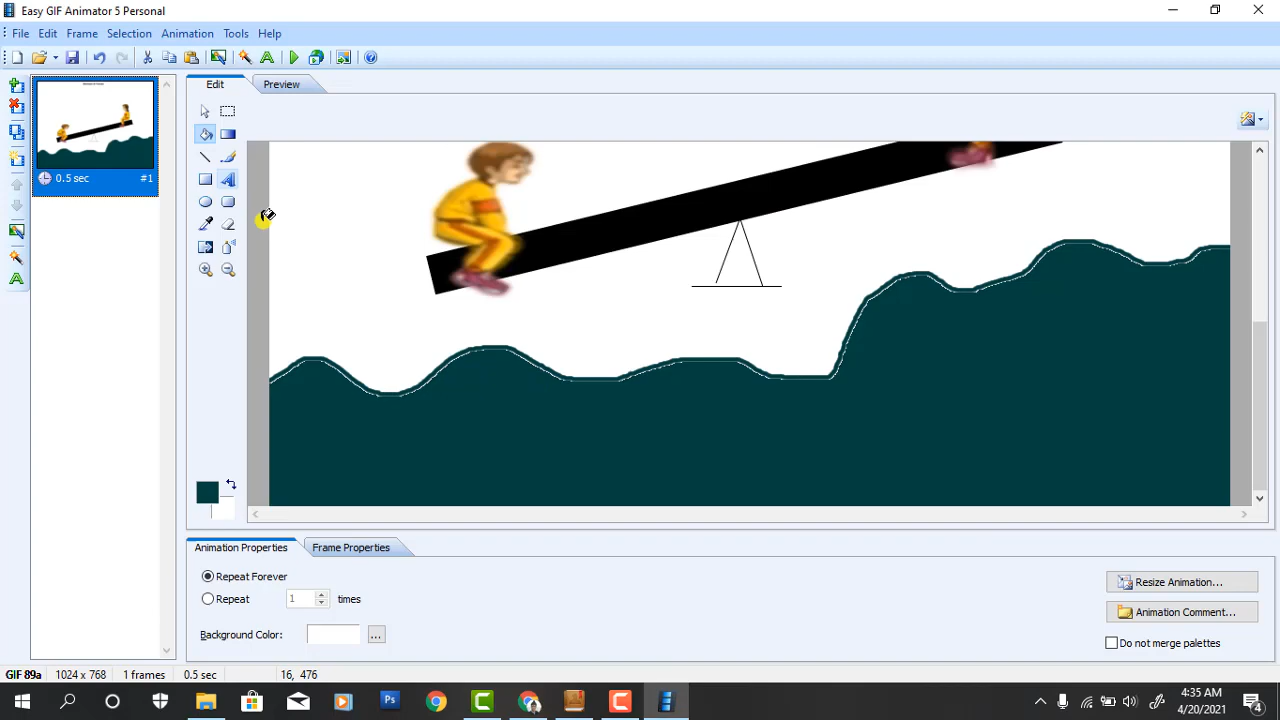 Easy GIF Animator 5 Personal
File Edit Frame Selection Animation Tools Help
Edit Preview
0.5 sec #1
Animation Properties Frame Properties
Repeat Forever
Repeat 1 times
Background Color: ...
Resize Animation...
Animation Comment...
Do not merge palettes
GIF 89a 1024 x 768 1 frames 0.5 sec 16, 476
Ps
4:35 AM
4/20/2021
4